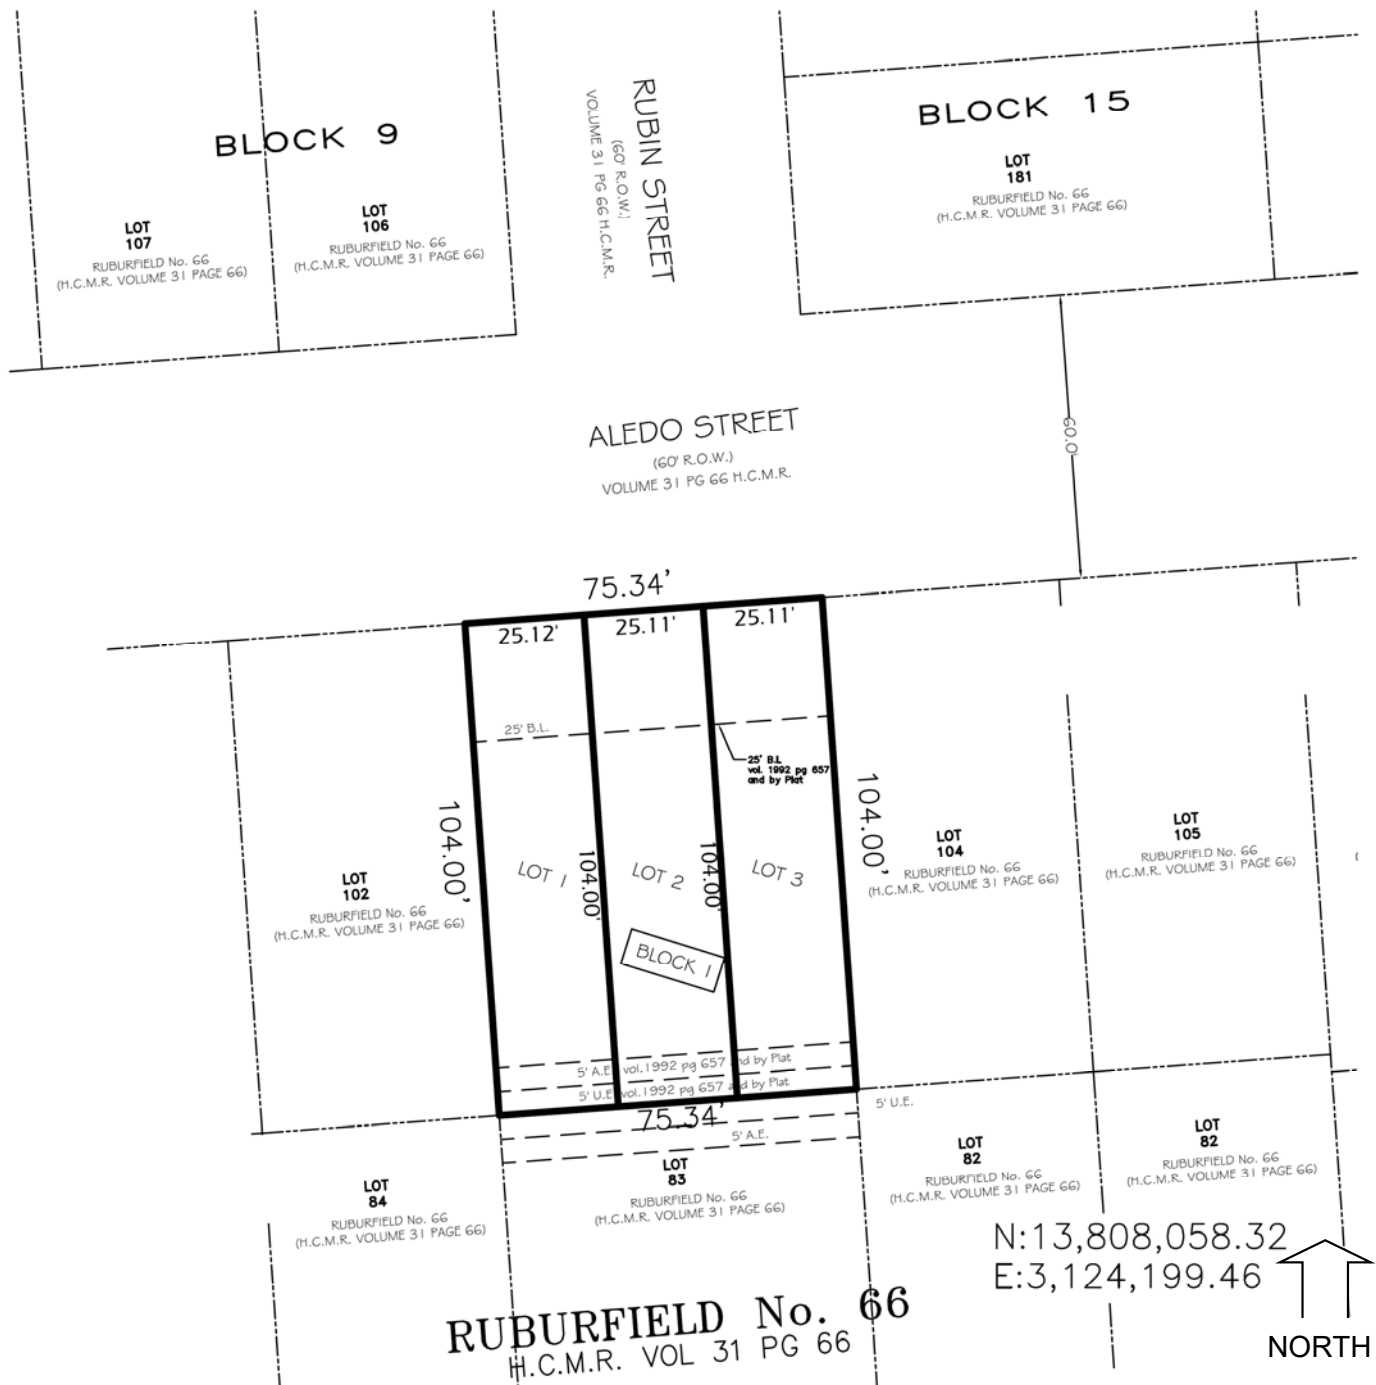 BLOCK 9
BLOCK 15
RUBIN STREET
(60' R.O.W.)
VOLUME 31 PG 66 H.C.M.R.
LOT
181
RUBURFIELD No. 66
(H.C.M.R. VOLUME 31 PAGE 66)
LOT
107
RUBURFIELD No. 66
(H.C.M.R. VOLUME 31 PAGE 66)
LOT
106
RUBURFIELD No. 66
(H.C.M.R. VOLUME 31 PAGE 66)
ALEDO STREET
(60' R.O.W.)
VOLUME 31 PG 66 H.C.M.R.
60.0'
75.34'
25.12'
25.11'
25.11'
25' B.L.
25' B.L
vol. 1992 pg 657
and by Plat
104.00'
LOT 1
104.00'
LOT 2
104.00'
LOT 3
104.00'
BLOCK 1
LOT
102
RUBURFIELD No. 66
(H.C.M.R. VOLUME 31 PAGE 66)
LOT
104
RUBURFIELD No. 66
(H.C.M.R. VOLUME 31 PAGE 66)
LOT
105
RUBURFIELD No. 66
(H.C.M.R. VOLUME 31 PAGE 66)
(
5' A.E vol.1992 pg 657 nd by Plat
5' U.E vol.1992 pg 657 a d by Plat
75.34'
5' U.E.
5' A.E.
LOT
84
RUBURFIELD No. 66
(H.C.M.R. VOLUME 31 PAGE 66)
LOT
83
RUBURFIELD No. 66
(H.C.M.R. VOLUME 31 PAGE 66)
LOT
82
RUBURFIELD No. 66
(H.C.M.R. VOLUME 31 PAGE 66)
LOT
82
RUBURFIELD No. 66
(H.C.M.R. VOLUME 31 PAGE 66)
N:13,808,058.32
E:3,124,199.46
RUBURFIELD No. 66
H.C.M.R. VOL 31 PG 66
NORTH